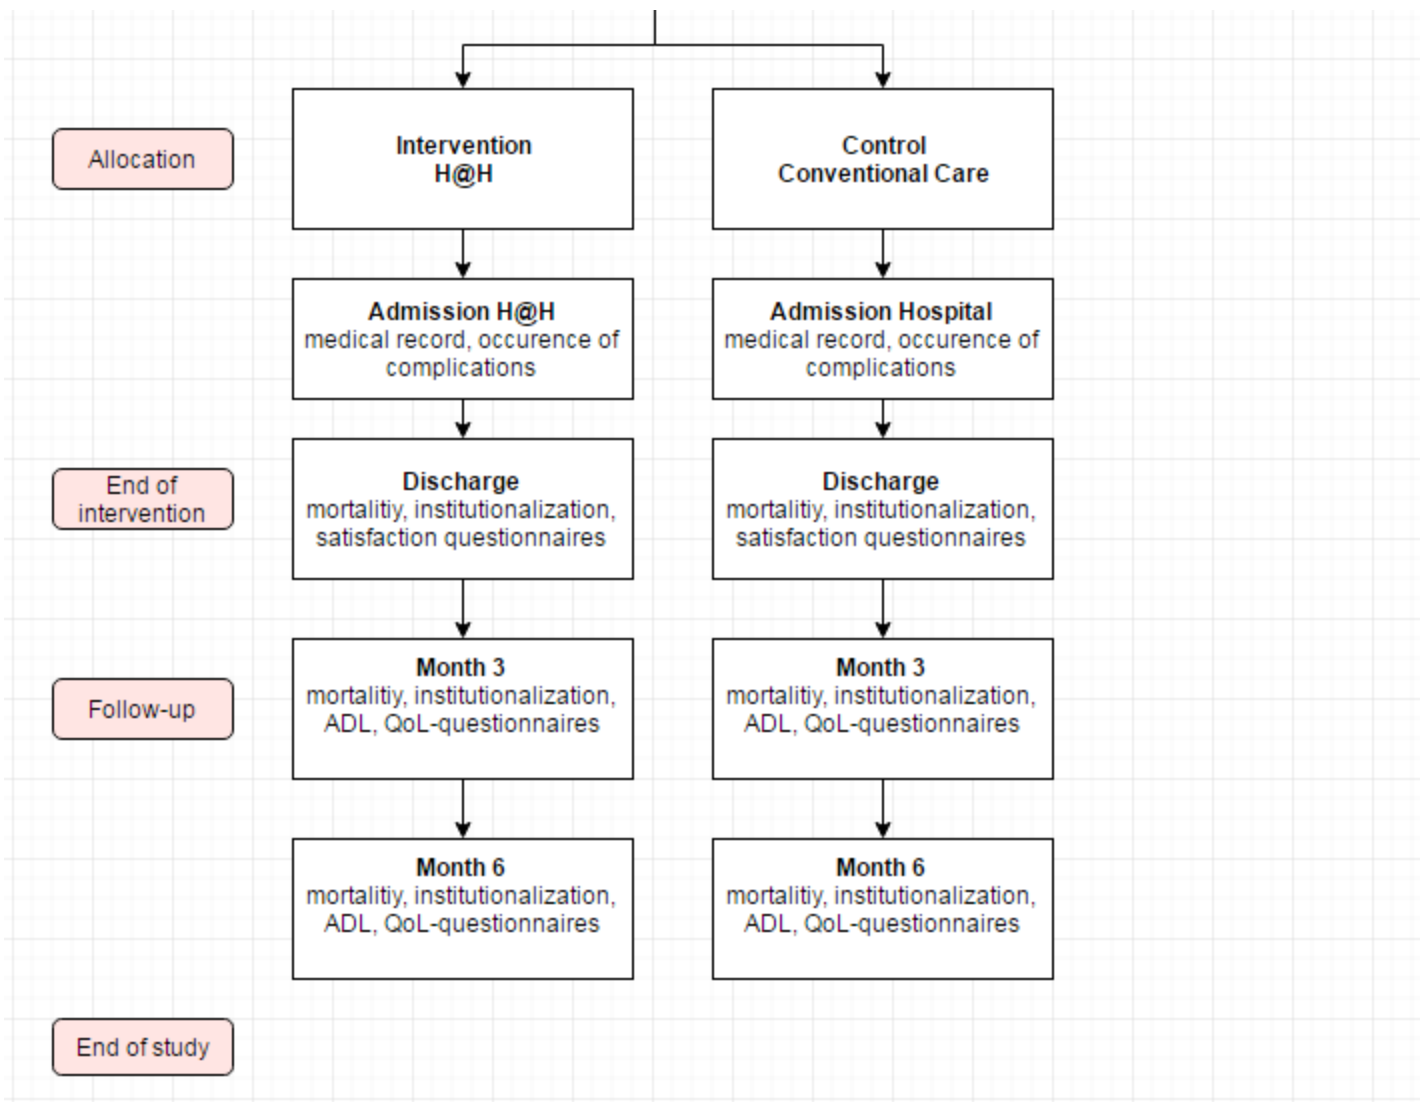 Allocation
Intervention
H@H
Control
Conventional Care
Admission H@H
medical record, occurence of
complications
Admission Hospital
medical record, occurence of
complications
End of
intervention
Discharge
mortalitiy, institutionalization,
satisfaction questionnaires
Discharge
mortalitiy, institutionalization,
satisfaction questionnaires
Follow-up
Month 3
mortalitiy, institutionalization,
ADL, QoL-questionnaires
Month 3
mortalitiy, institutionalization,
ADL, QoL-questionnaires
Month 6
mortalitiy, institutionalization,
ADL, QoL-questionnaires
Month 6
mortalitiy, institutionalization,
ADL, QoL-questionnaires
End of study